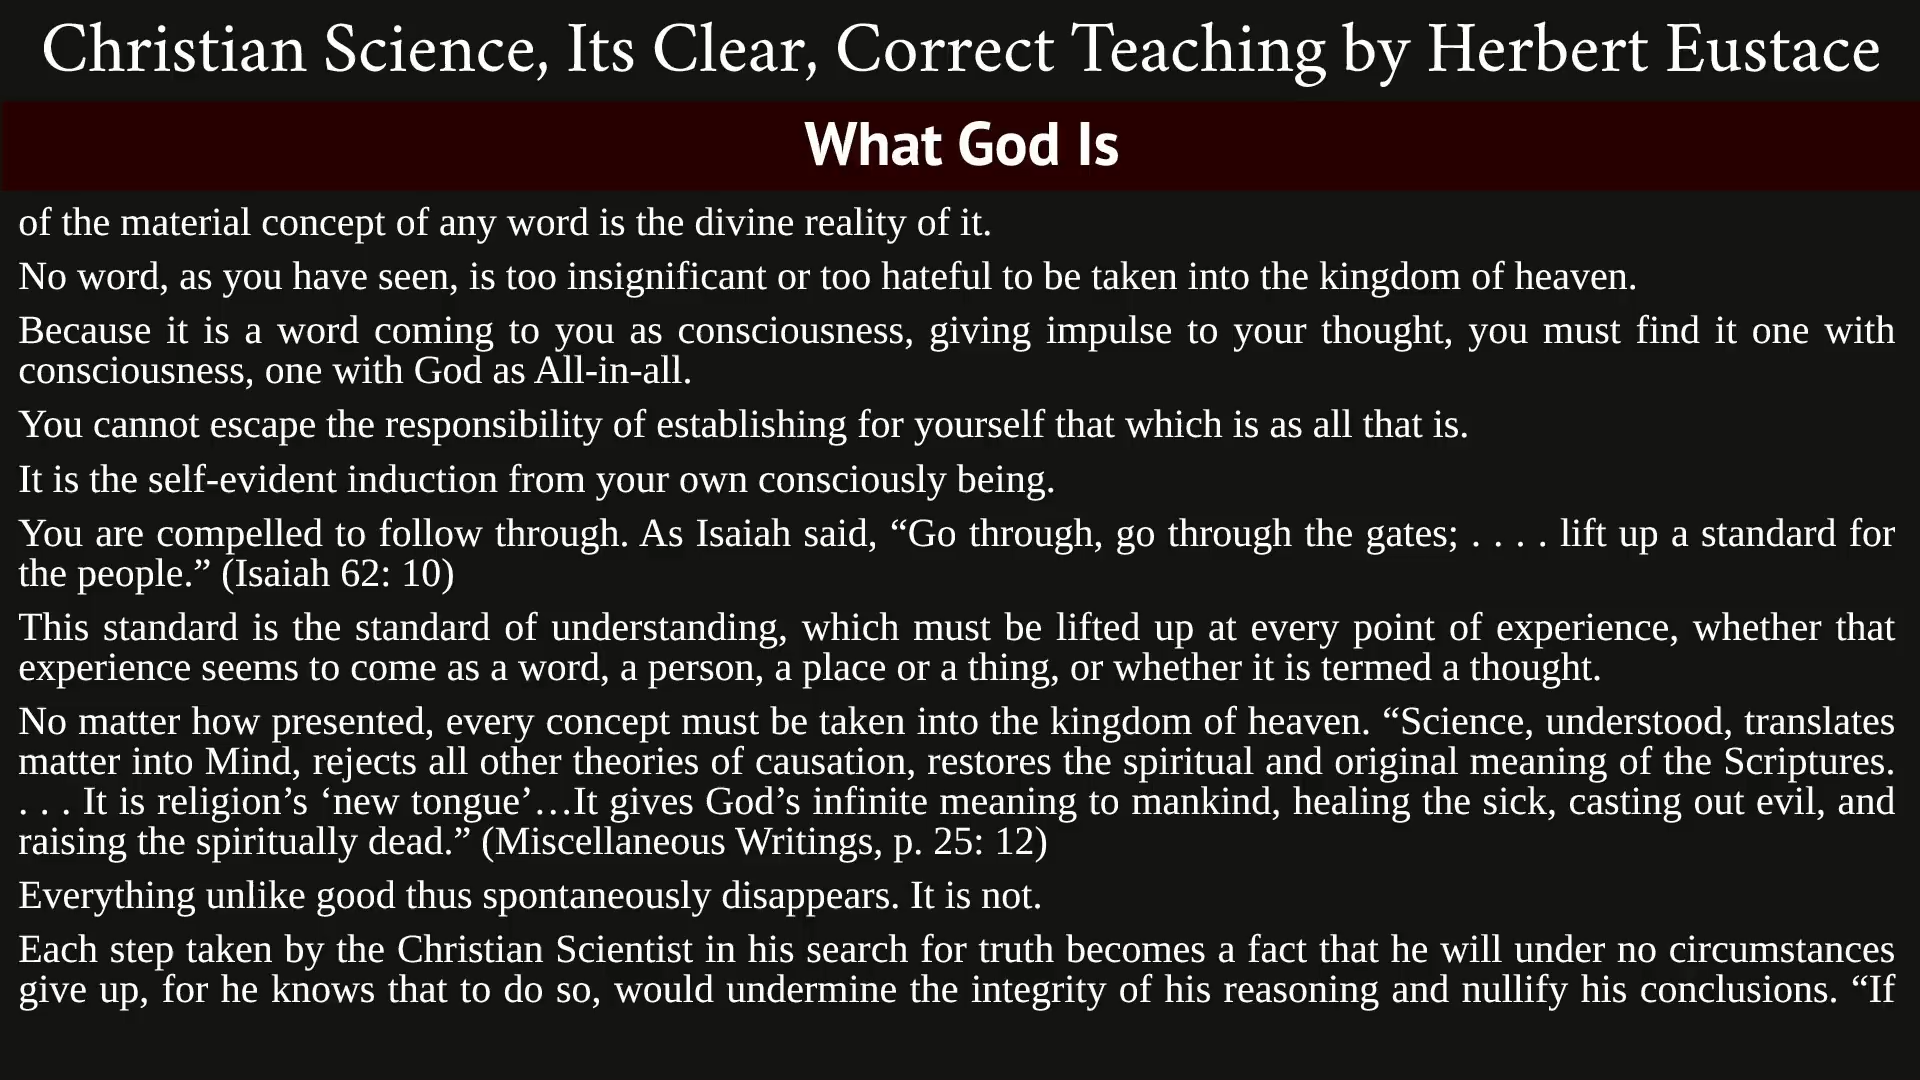 Christian Science, Its Clear, Correct Teaching by Herbert Eustace
What God Is
of the material concept of any word is the divine reality of it.
No word, as you have seen, is too insignificant or too hateful to be taken into the kingdom of heaven.
Because it is a word coming to you as consciousness, giving impulse to your thought, you must find it one with
consciousness, one with God as All-in-all.
You cannot escape the responsibility of establishing for yourself that which is as all that is.
It is the self-evident induction from your own consciously being.
You are compelled to follow through. As Isaiah said, “Go through, go through the gates; . . . . lift up a standard for
the people.” (Isaiah 62: 10)
This standard is the standard of understanding, which must be lifted up at every point of experience, whether that
experience seems to come as a word, a person, a place or a thing, or whether it is termed a thought.
No matter how presented, every concept must be taken into the kingdom of heaven. “Science, understood, translates
matter into Mind, rejects all other theories of causation, restores the spiritual and original meaning of the Scriptures.
. . . It is religion’s ‘new tongue’…It gives God’s infinite meaning to mankind, healing the sick, casting out evil, and
raising the spiritually dead.” (Miscellaneous Writings, p. 25: 12)
Everything unlike good thus spontaneously disappears. It is not.
Each step taken by the Christian Scientist in his search for truth becomes a fact that he will under no circumstances
give up, for he knows that to do so, would undermine the integrity of his reasoning and nullify his conclusions. “If